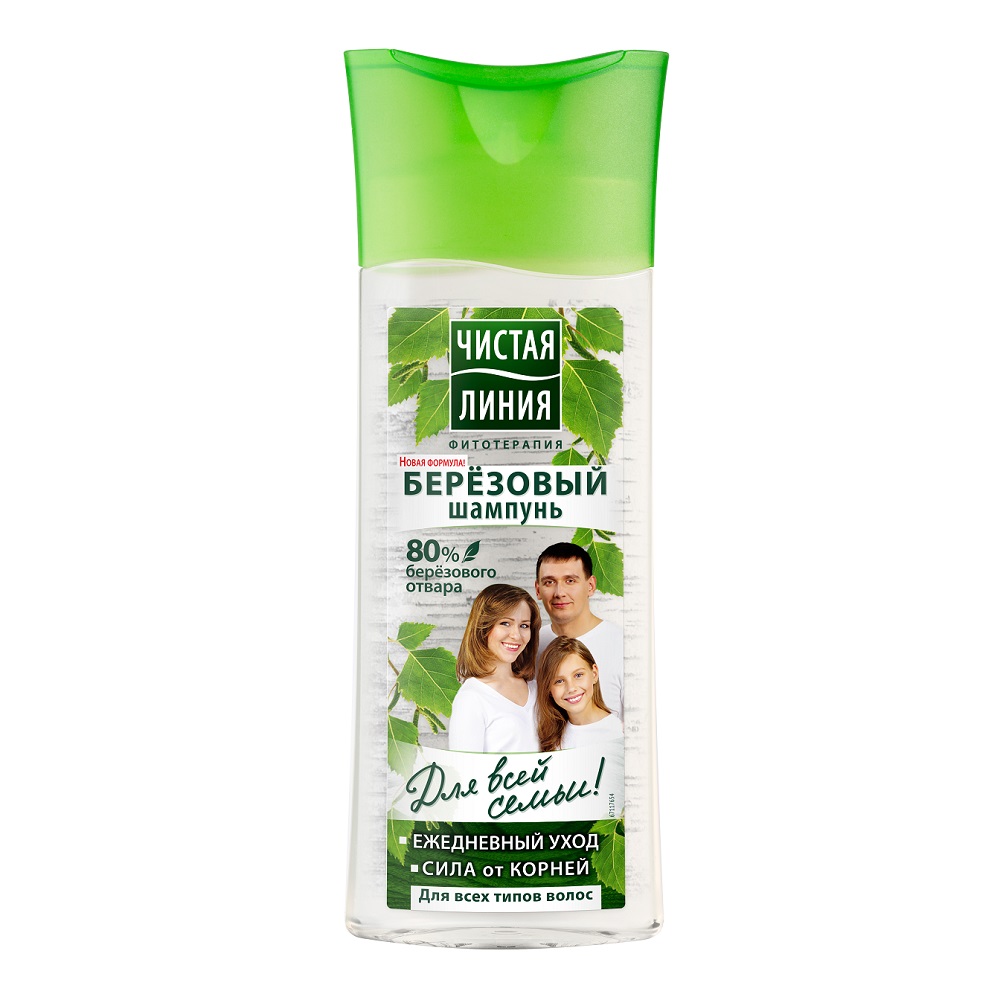 ЧИСТАЯ
ЛИНИЯ
ФИТОТЕРАПИЯ
НОВАЯ ФОРМУЛА!
БЕРЁЗОВЫЙ
шампунь
80%
берёзового
отвара
Для всей
семьи!
67117654
ЕЖЕДНЕВНЫЙ УХОД
СИЛА от КОРНЕЙ
Для всех типов волос